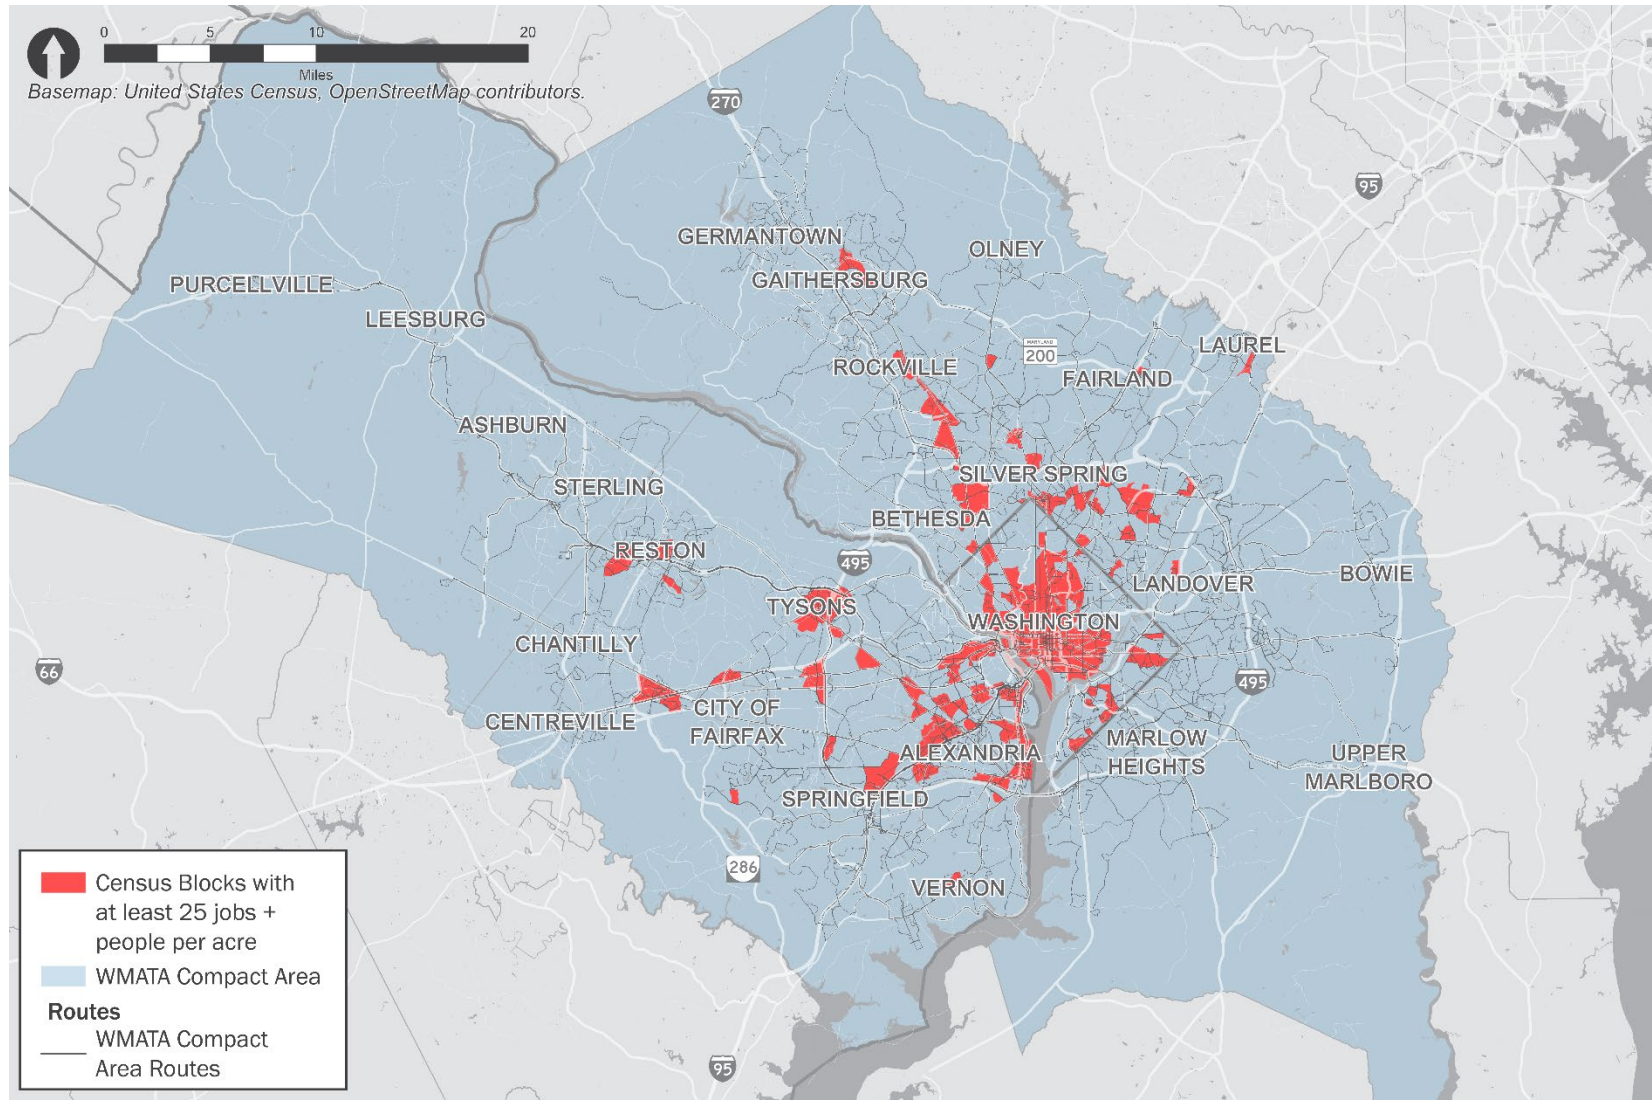 0 5 10 20
Miles
Basemap: United States Census, OpenStreetMap contributors.
270
95
GERMANTOWN
OLNEY
GAITHERSBURG
PURCELLVILLE
LEESBURG
MARYLAND
200
LAUREL
ROCKVILLE
FAIRLAND
ASHBURN
SILVER SPRING
STERLING
BETHESDA
RESTON
495
LANDOVER
BOWIE
TYSONS
WASHINGTON
CHANTILLY
66
495
CENTREVILLE
CITY OF
FAIRFAX
ALEXANDRIA
MARLOW
HEIGHTS
UPPER
MARLBORO
SPRINGFIELD
286
VERNON
95
Census Blocks with
at least 25 jobs +
people per acre
WMATA Compact Area
Routes
WMATA Compact
Area Routes